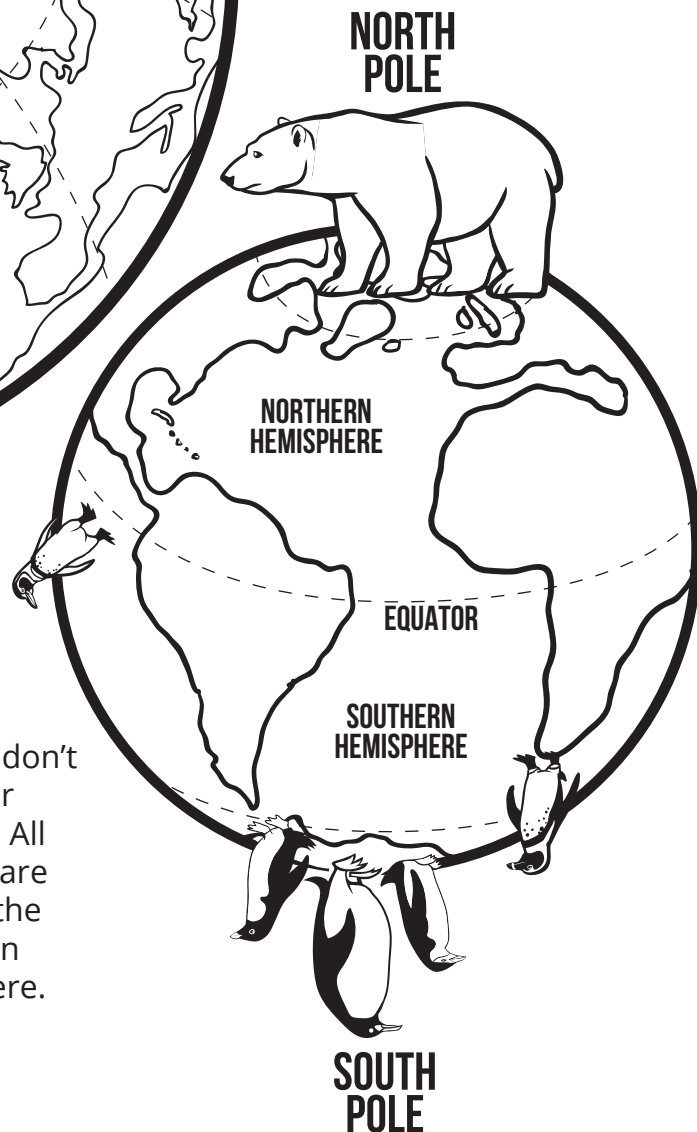 NORTH
POLE
NORTHERN
HEMISPHERE
EQUATOR
SOUTHERN
HEMISPHERE
don’t
r
All
are
the
n
ere.
SOUTH
POLE